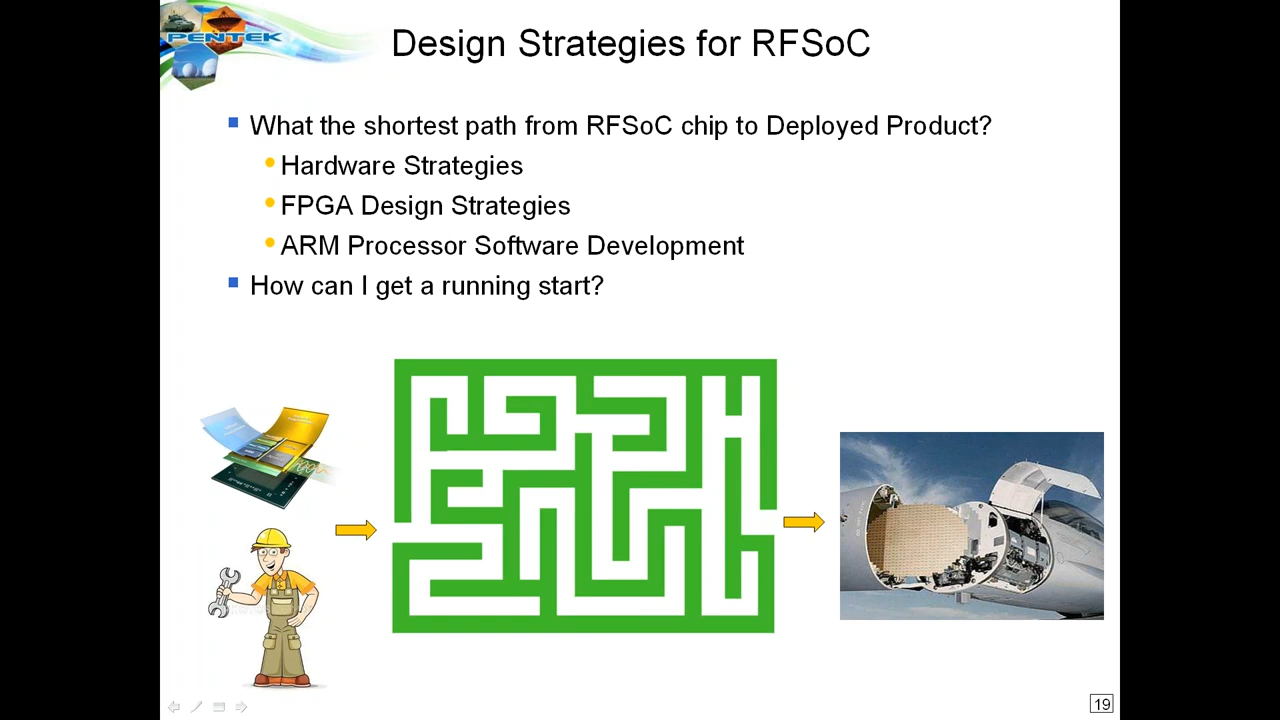 PENTEK
Design Strategies for RFSoC
What the shortest path from RFSoC chip to Deployed Product?
Hardware Strategies
FPGA Design Strategies
ARM Processor Software Development
How can I get a running start?
19